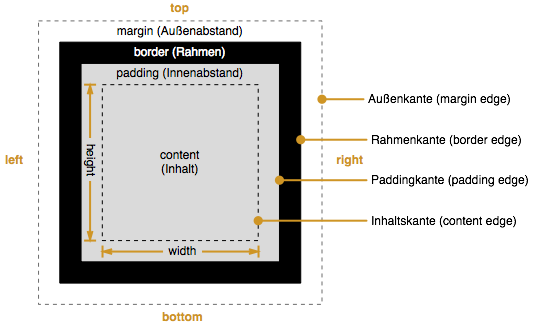 top
margin (Außenabstand)
border (Rahmen)
padding (Innenabstand)
Außenkante (margin edge)
Rahmenkante (border edge)
height
content
(Inhalt)
left
right
Paddingkante (padding edge)
Inhaltskante (content edge)
width
bottom